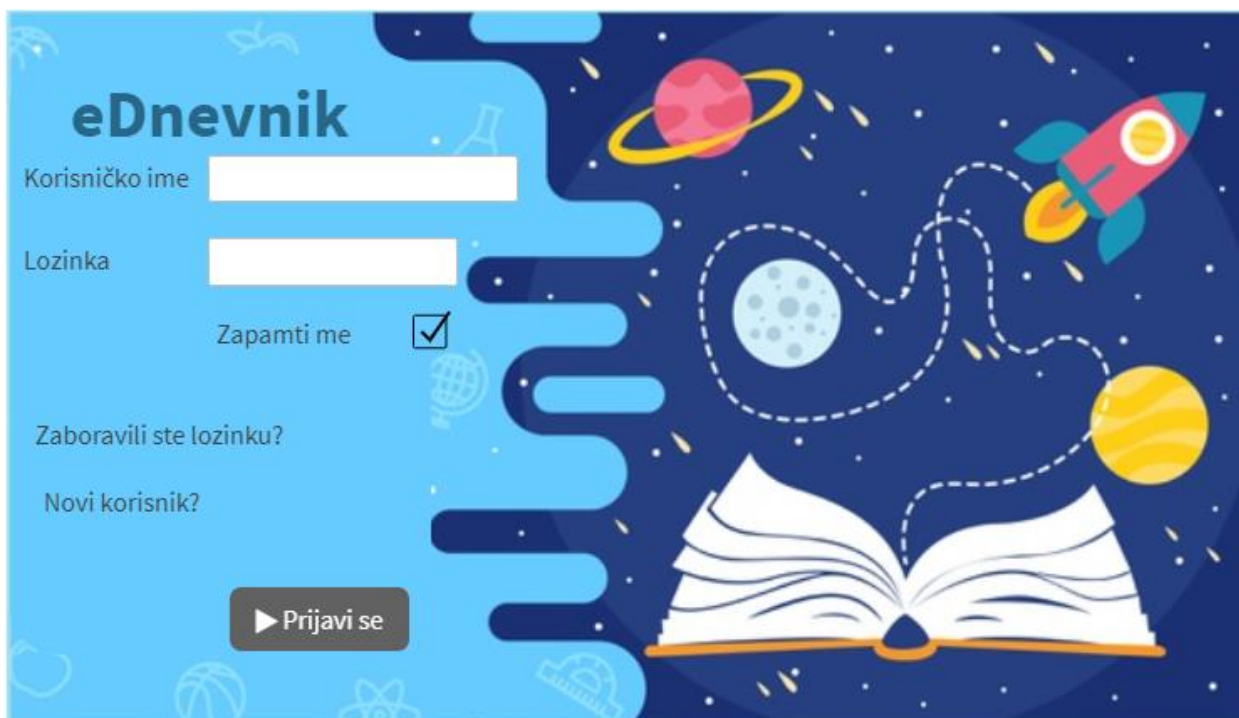 eDnevnik
Korisničko ime
Lozinka
Zapamti me
Zaboravili ste lozinku?
Novi korisnik?
Prijavi se